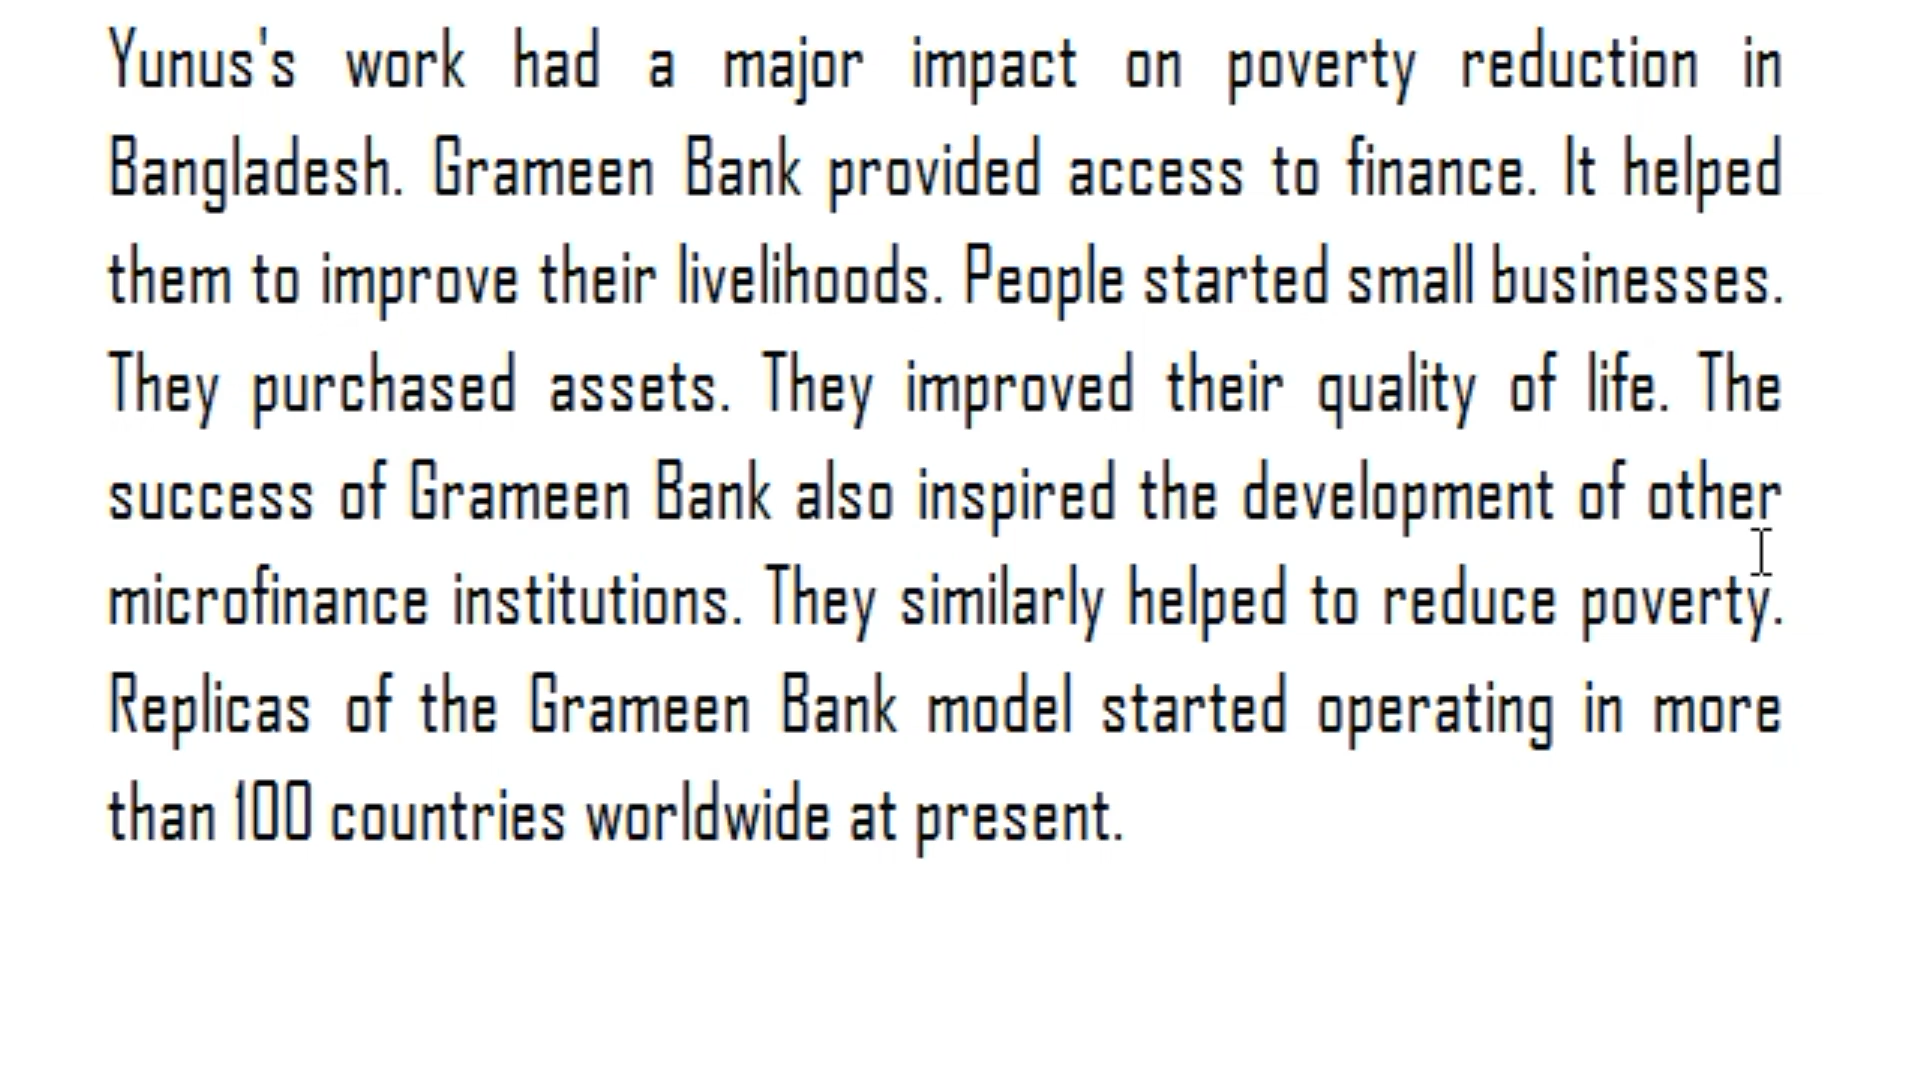 Yunus's work had a major impact on poverty reduction in
Bangladesh. Grameen Bank provided access to finance. It helped
them to improve their livelihoods. People started small businesses.
They purchased assets. They improved their quality of life. The
success of Grameen Bank also inspired the development of other
microfinance institutions. They similarly helped to reduce poverty.
Replicas of the Grameen Bank model started operating in more
than 100 countries worldwide at present.